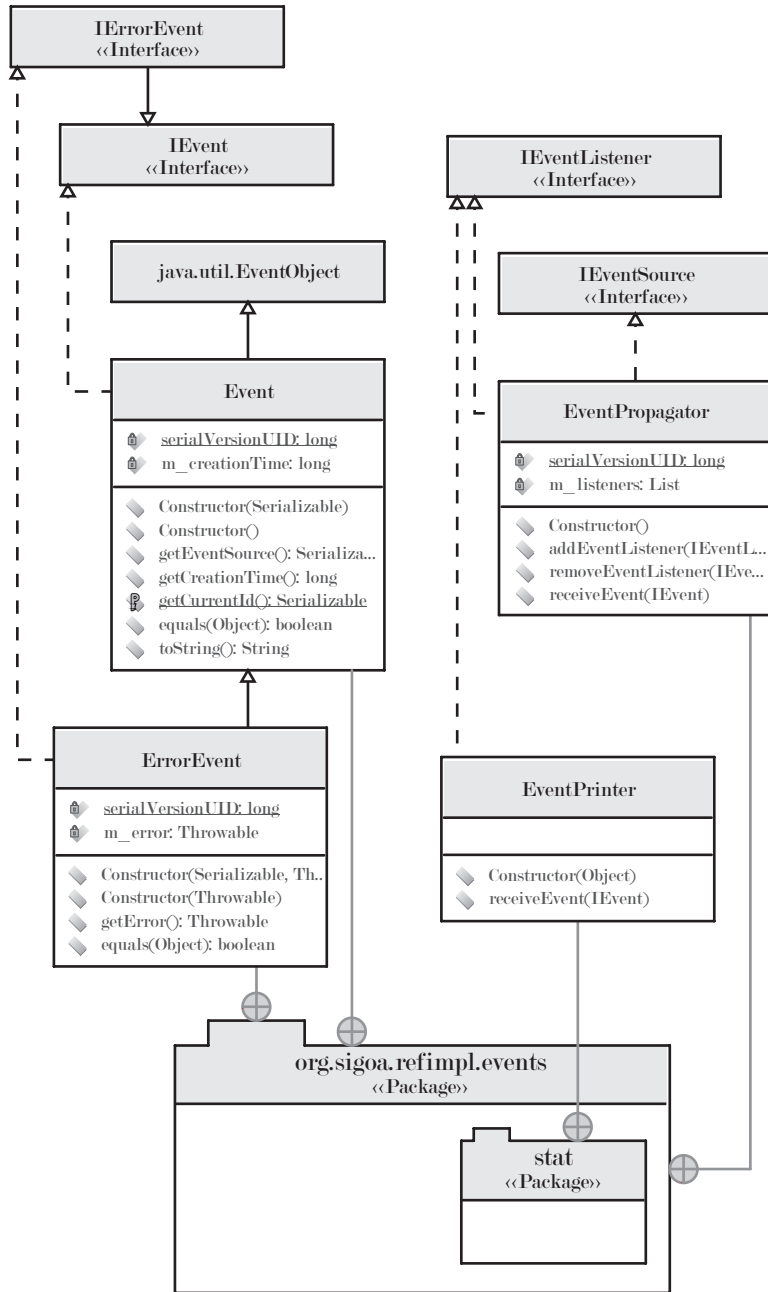 IErrorEvent
‹‹Interface››
IEvent
‹‹Interface››
java.util.EventObject
Event
serialVersionUID: long
m_creationTime: long
Constructor(Serializable)
Constructor()
getEventSource(): Serializa...
getCreationTime(): long
getCurrentId(): Serializable
equals(Object): boolean
toString(): String
ErrorEvent
serialVersionUID: long
m_error: Throwable
Constructor(Serializable, Th..
Constructor(Throwable)
getError(): Throwable
equals(Object): boolean
IEventListener
‹‹Interface››
IEventSource
‹‹Interface››
EventPropagator
serialVersionUID: long
m_listeners: List
Constructor()
addEventListener(IEventL...
removeEventListener(IEve...
receiveEvent(IEvent)
EventPrinter
Constructor(Object)
receiveEvent(IEvent)
org.sigoa.refimpl.events
‹‹Package››
stat
‹‹Package››